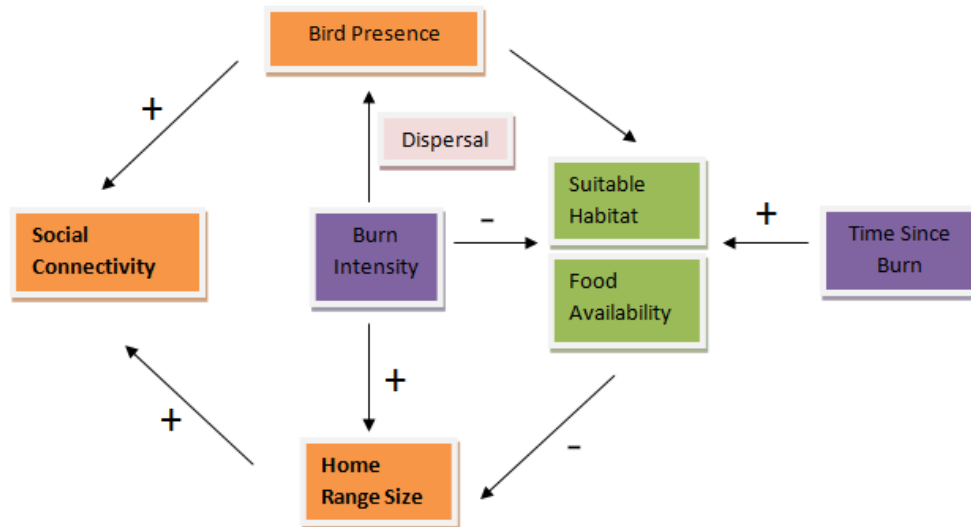 Bird Presence
+
Dispersal
Suitable
Habitat
Social
Connectivity
Burn
Intensity
-
+
Time Since
Burn
Food
Availability
+
+
-
Home
Range Size